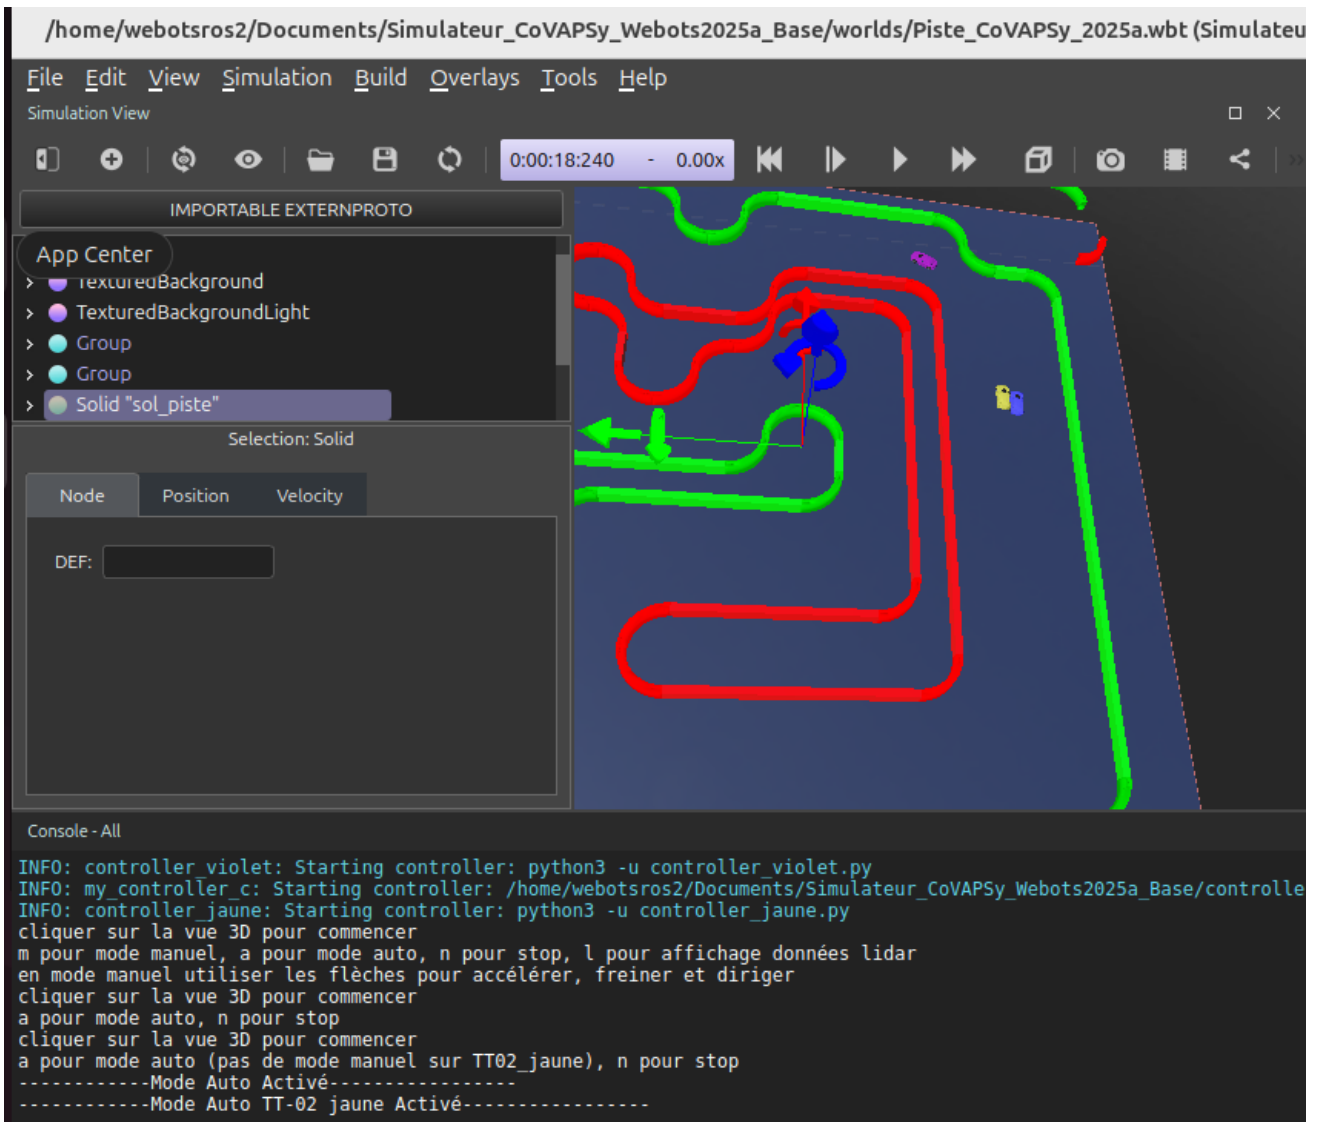 /home/webotsros2/Documents/Simulateur_CoVAPSy_Webots2025a_Base/worlds/Piste_CoVAPSy_2025a.wbt (Simulateu
File Edit View Simulation Build Overlays Tools Help
Simulation View
0:00:18:240 - 0.00x
IMPORTABLE EXTERNPROTO
App Center
TexturedBackground
TexturedBackgroundLight
Group
Group
Solid "sol_piste"
Selection: Solid
Node Position Velocity
DEF:
Console - All
INFO: controller_violet: Starting controller: python3 -u controller_violet.py
INFO: my_controller_c: Starting controller: /home/webotsros2/Documents/Simulateur_CoVAPSy_Webots2025a_Base/controlle
INFO: controller_jaune: Starting controller: python3 -u controller_jaune.py
cliquer sur la vue 3D pour commencer
m pour mode manuel, a pour mode auto, n pour stop, l pour affichage données lidar
en mode manuel utiliser les flèches pour accélérer, freiner et diriger
cliquer sur la vue 3D pour commencer
a pour mode auto, n pour stop
cliquer sur la vue 3D pour commencer
a pour mode auto (pas de mode manuel sur TT02_jaune), n pour stop
------------Mode Auto Activé-----------------
------------Mode Auto TT-02 jaune Activé-----------------